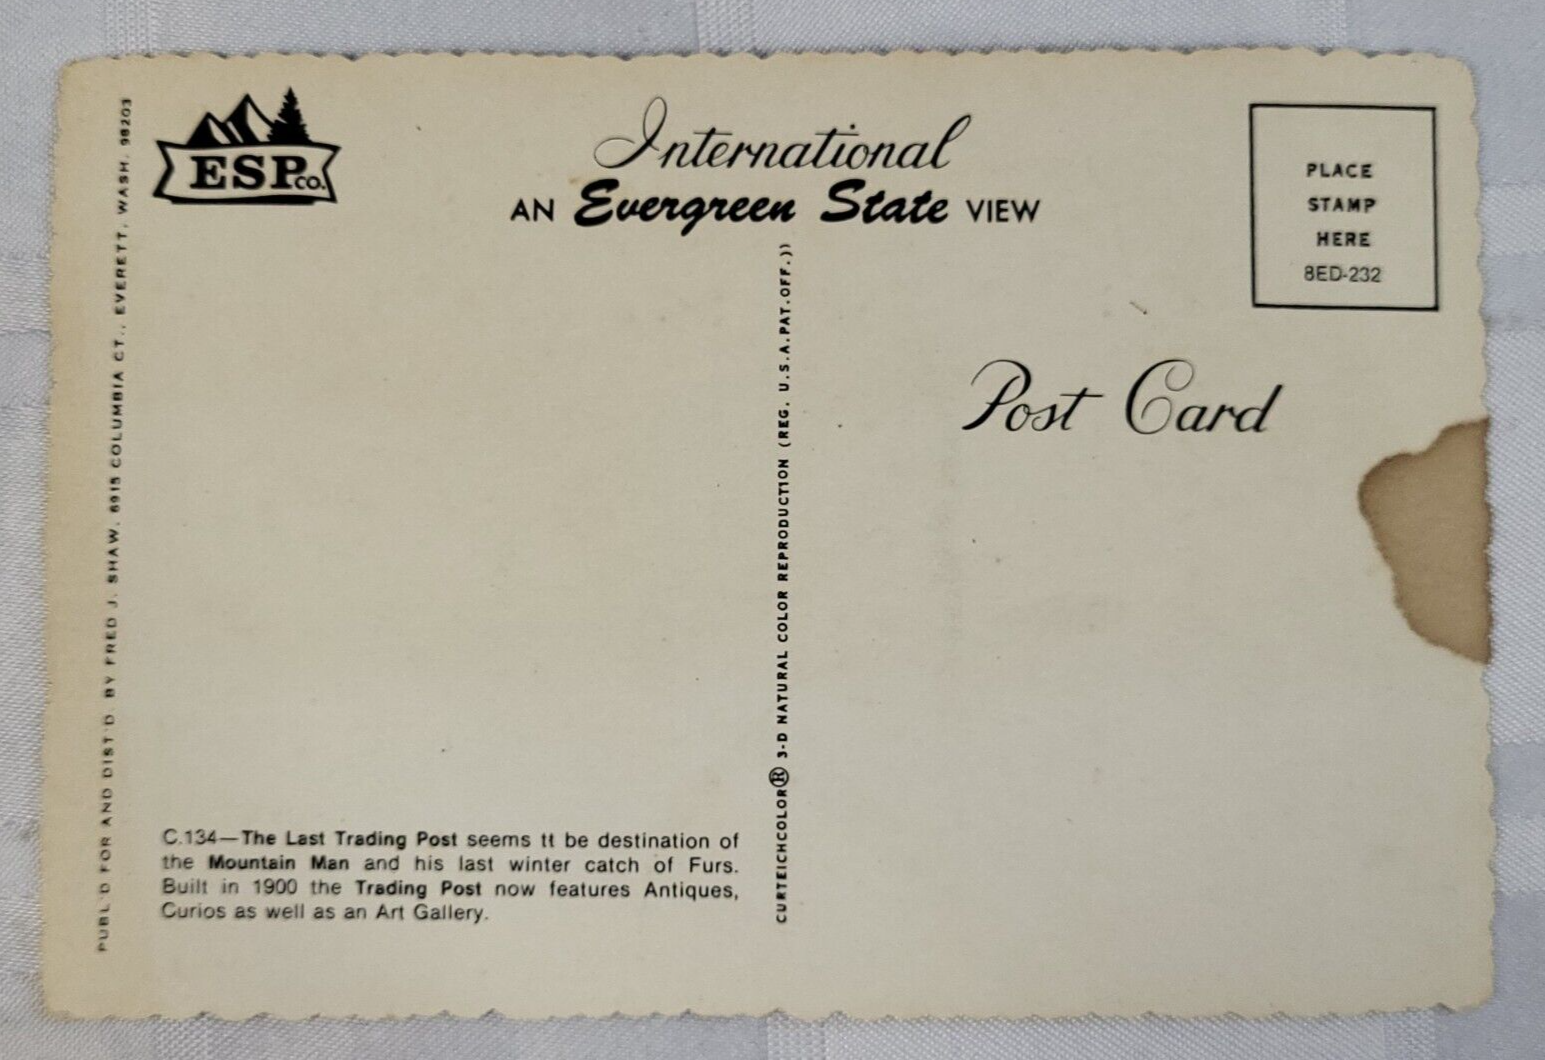 ESP CO.
International
AN Evergreen State VIEW
PLACE
STAMP
HERE
8ED-232
Post Card
PUBL'D FOR AND DIST'D. BY FRED J. SHAW, 6915 COLUMBIA CT., EVERETT, WASH. 98203
CURTEICHCOLOR® 3-D NATURAL COLOR REPRODUCTION (REG. U.S.A. PAT. OFF.))
C.134—The Last Trading Post seems tt be destination of
the Mountain Man and his last winter catch of Furs.
Built in 1900 the Trading Post now features Antiques,
Curios as well as an Art Gallery.